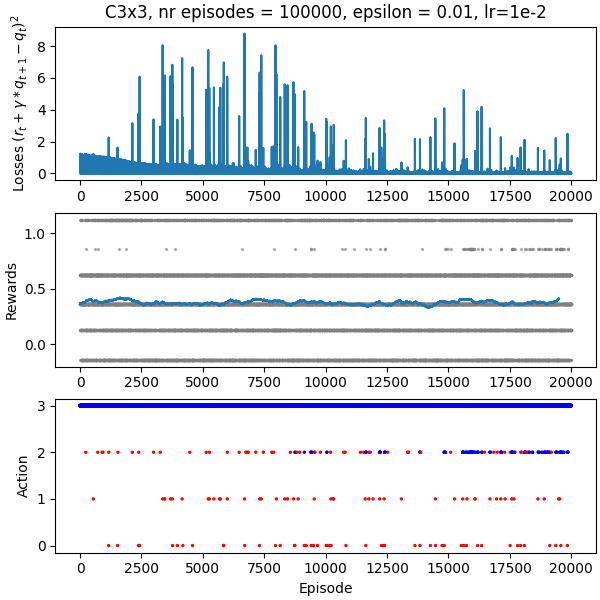 C3x3, nr episodes = 100000, epsilon = 0.01, lr=1e-2
Losses $(r_t + \gamma * q_{t+1} - q_t)^2$
8
6
4
2
0
0 2500 5000 7500 10000 12500 15000 17500 20000
Rewards
1.0
0.5
0.0
0 2500 5000 7500 10000 12500 15000 17500 20000
Action
3
2
1
0
0 2500 5000 7500 10000 12500 15000 17500 20000
Episode